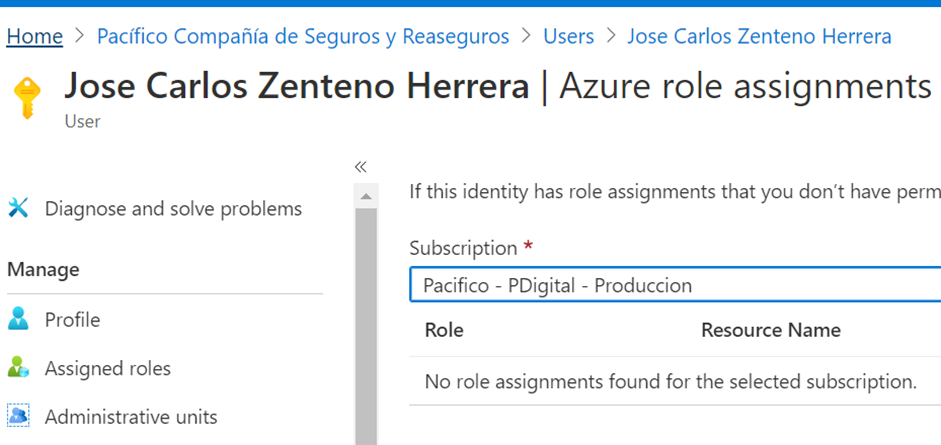 Home > Pacífico Compañía de Seguros y Reaseguros > Users > Jose Carlos Zenteno Herrera
Jose Carlos Zenteno Herrera | Azure role assignments
User
«
Diagnose and solve problems
Manage
Profile
Assigned roles
Administrative units
If this identity has role assignments that you don't have perm
Subscription *
Pacifico - PDigital - Produccion
Role Resource Name
No role assignments found for the selected subscription.